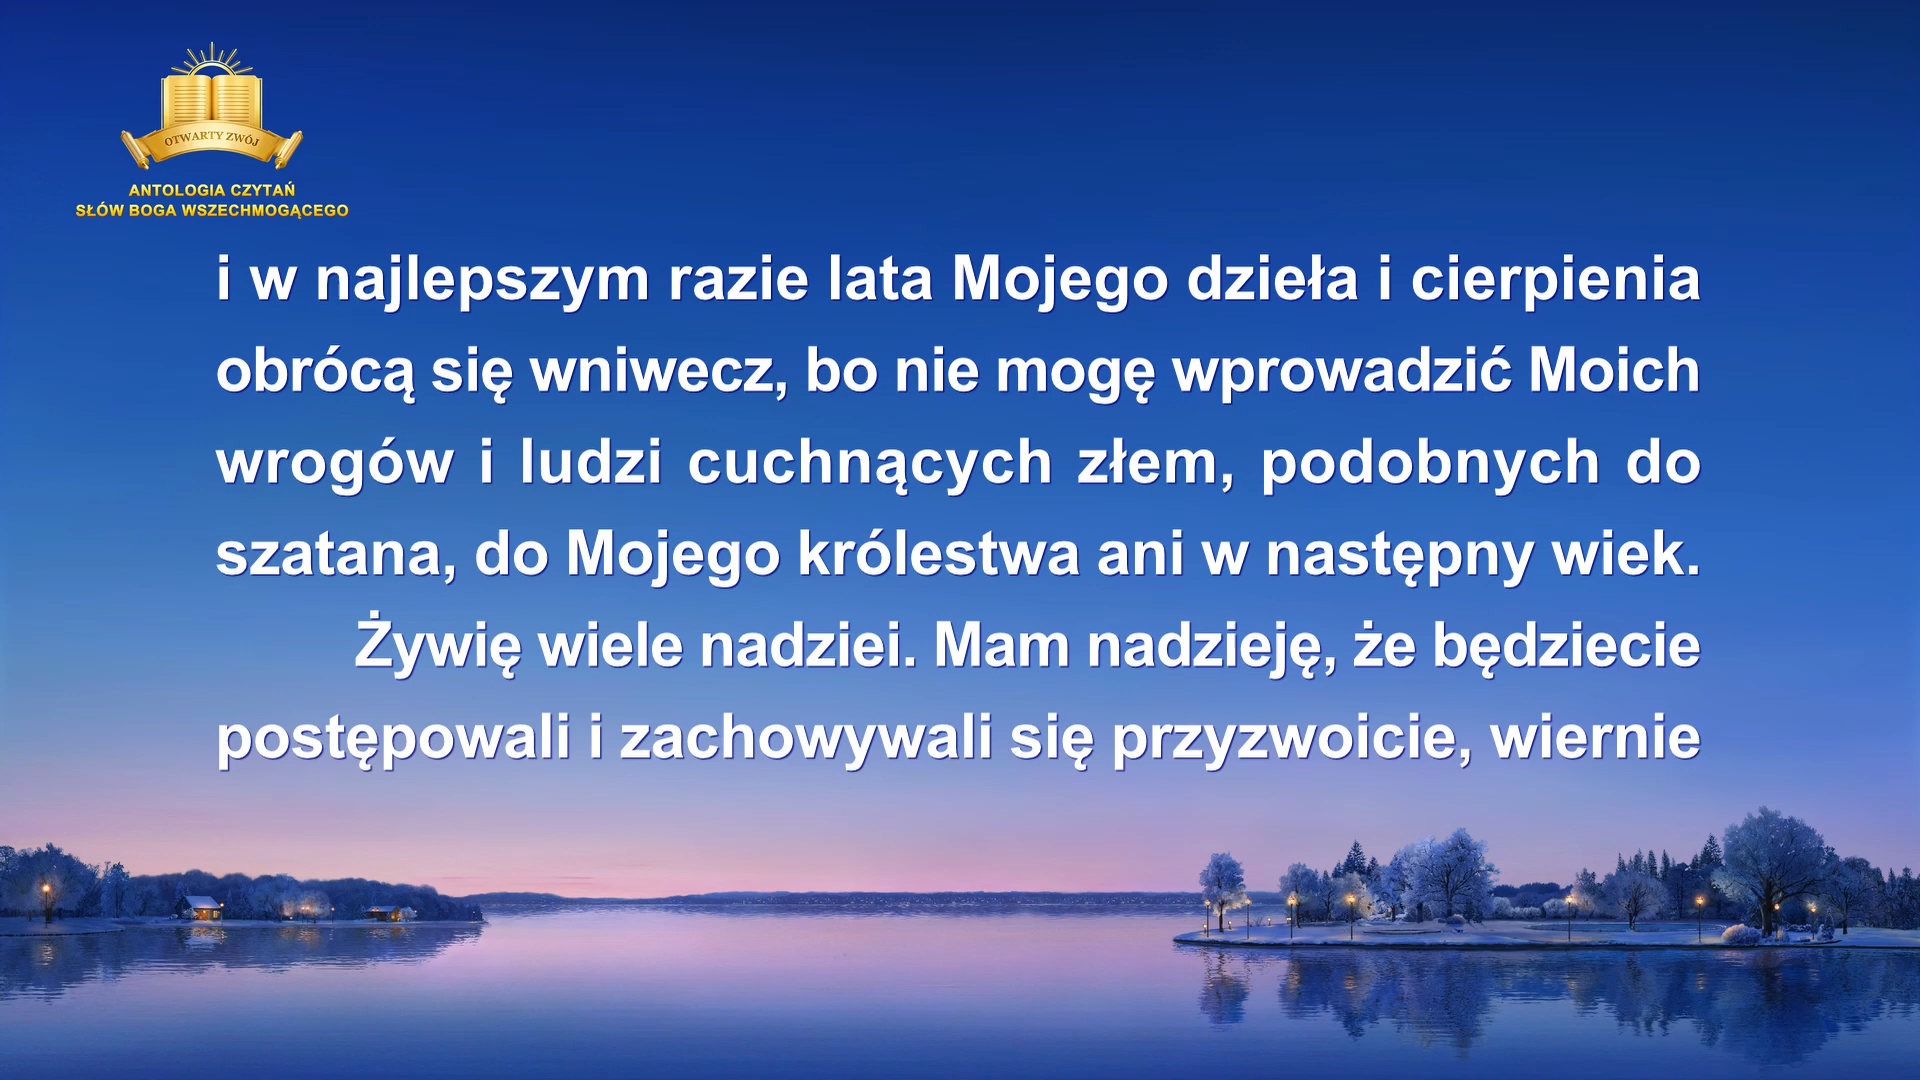 OTWARTY ZWÓJ
ANTOLOGIA CZYTAŃ
SŁÓW BOGA WSZECHMOGĄCEGO
i w najlepszym razie lata Mojego dzieła i cierpienia
obrócą się wniwecz, bo nie mogę wprowadzić Moich
wrogów i ludzi cuchnących złem, podobnych do
szatana, do Mojego królestwa ani w następny wiek.
Żywię wiele nadziei. Mam nadzieję, że będziecie
postępowali i zachowywali się przyzwoicie, wiernie